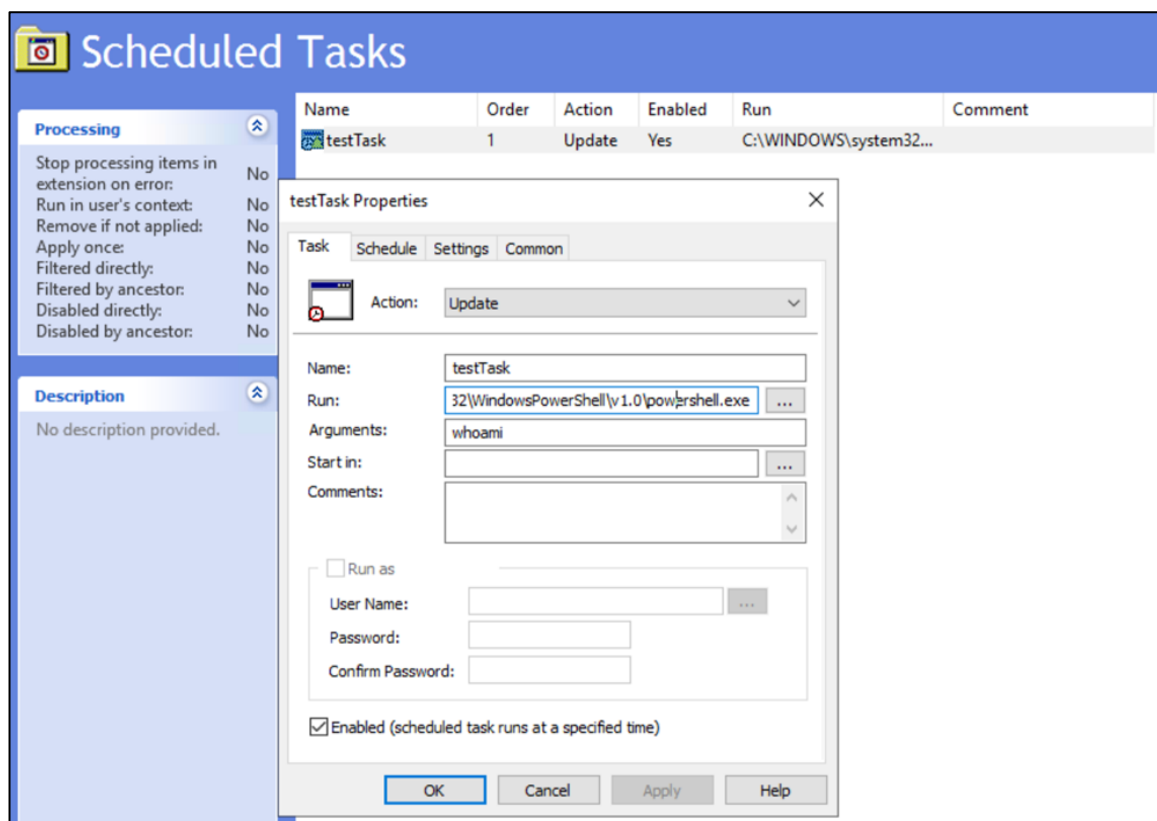 Scheduled Tasks
Name Order Action Enabled Run Comment
testTask 1 Update Yes C:\WINDOWS\system32...
Processing
Stop processing items in extension on error: No
Run in user's context: No
Remove if not applied: No
Apply once: No
Filtered directly: No
Filtered by ancestor: No
Disabled directly: No
Disabled by ancestor: No
Description
No description provided.
testTask Properties
Task Schedule Settings Common
Action: Update
Name: testTask
Run: 32\WindowsPowerShell\v1.0\powershell.exe ...
Arguments: whoami
Start in: ...
Comments:
Run as
User Name: ...
Password:
Confirm Password:
Enabled (scheduled task runs at a specified time)
OK Cancel Apply Help